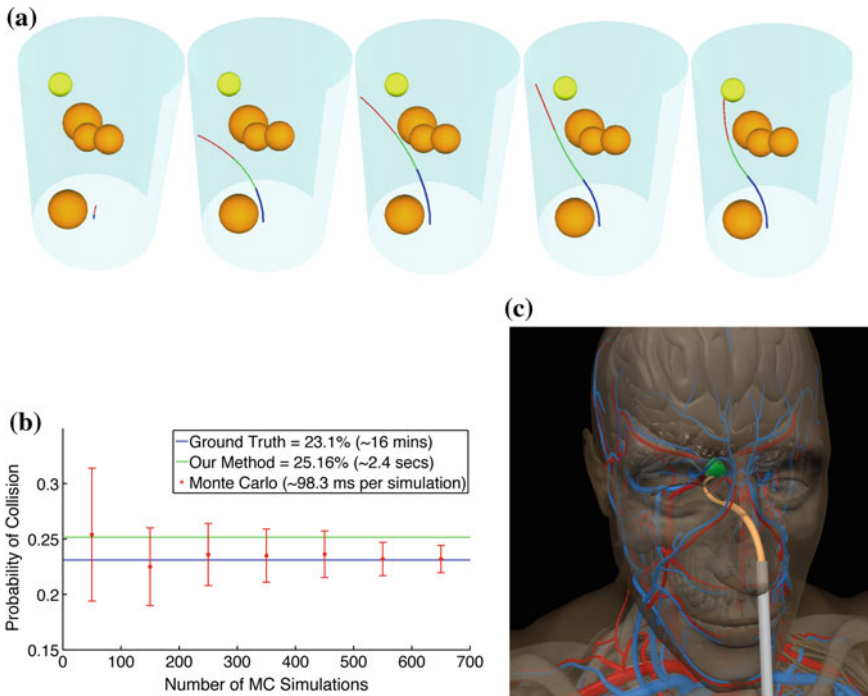 (a)
(b)
(c)
Ground Truth = 23.1% (~16 mins)
Our Method = 25.16% (~2.4 secs)
Monte Carlo (~98.3 ms per simulation)
Probability of Collision
0.3
0.25
0.2
0.15
0 100 200 300 400 500 600 700
Number of MC Simulations